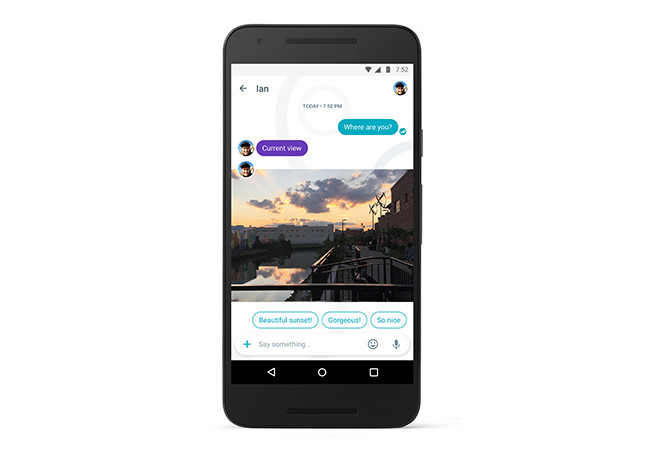 7:52
Ian
TODAY • 7:52 PM
Where are you?
Current view
Beautiful sunset!
Gorgeous!
So nice
Say something...